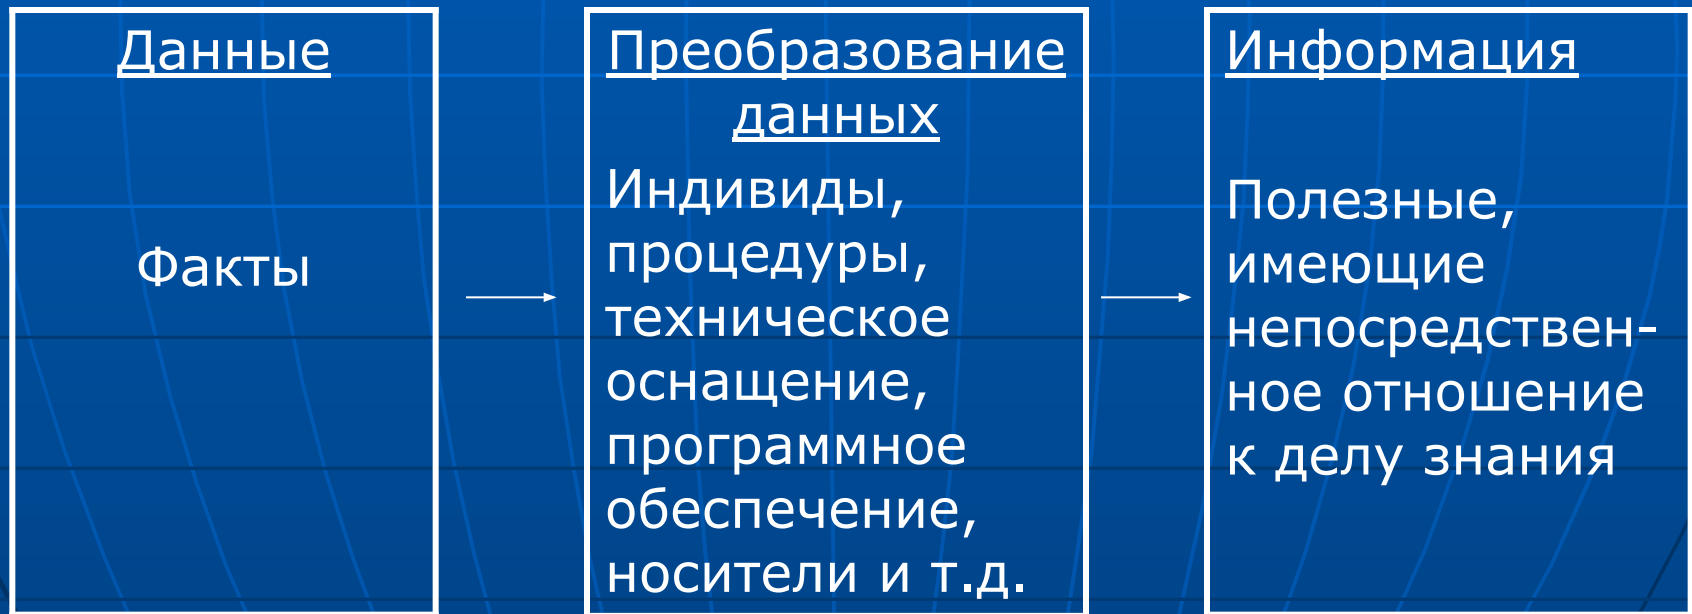 Данные
Факты
Преобразование
данных
Индивиды,
процедуры,
техническое
оснащение,
программное
обеспечение,
носители и т.д.
Информация
Полезные,
имеющие
непосредствен-
ное отношение
к делу знания